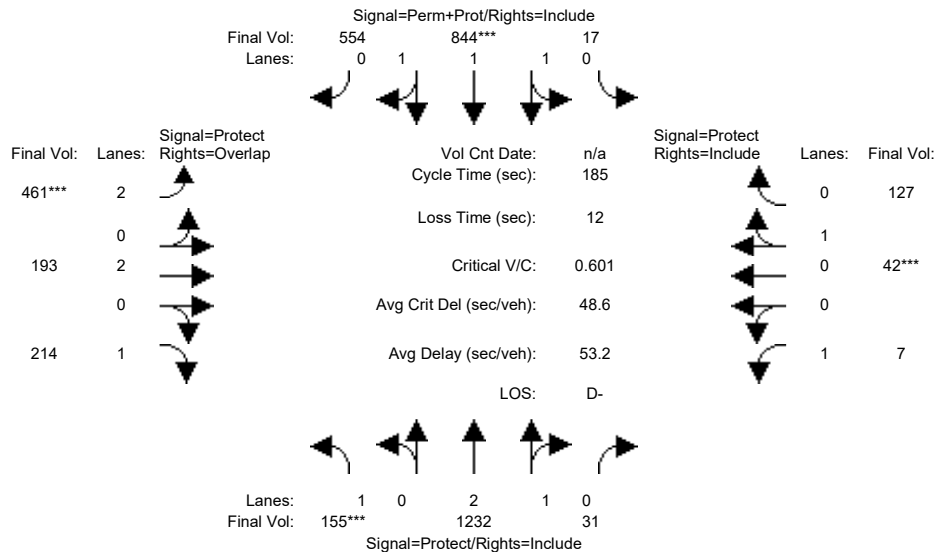 Signal=Perm+Prot/Rights=Include
Final Vol: 554 844*** 17
Lanes: 0 1 1 1 0
Signal=Protect
Final Vol: Lanes: Rights=Overlap
Vol Cnt Date: n/a
Signal=Protect
Rights=Include Lanes: Final Vol:
Cycle Time (sec): 185
461*** 2
0 127
Loss Time (sec): 12
0
1
193 2
Critical V/C: 0.601
0 42***
0
Avg Crit Del (sec/veh): 48.6
0
214 1
Avg Delay (sec/veh): 53.2
1 7
LOS: D-
Lanes: 1 0 2 1 0
Final Vol: 155*** 1232 31
Signal=Protect/Rights=Include